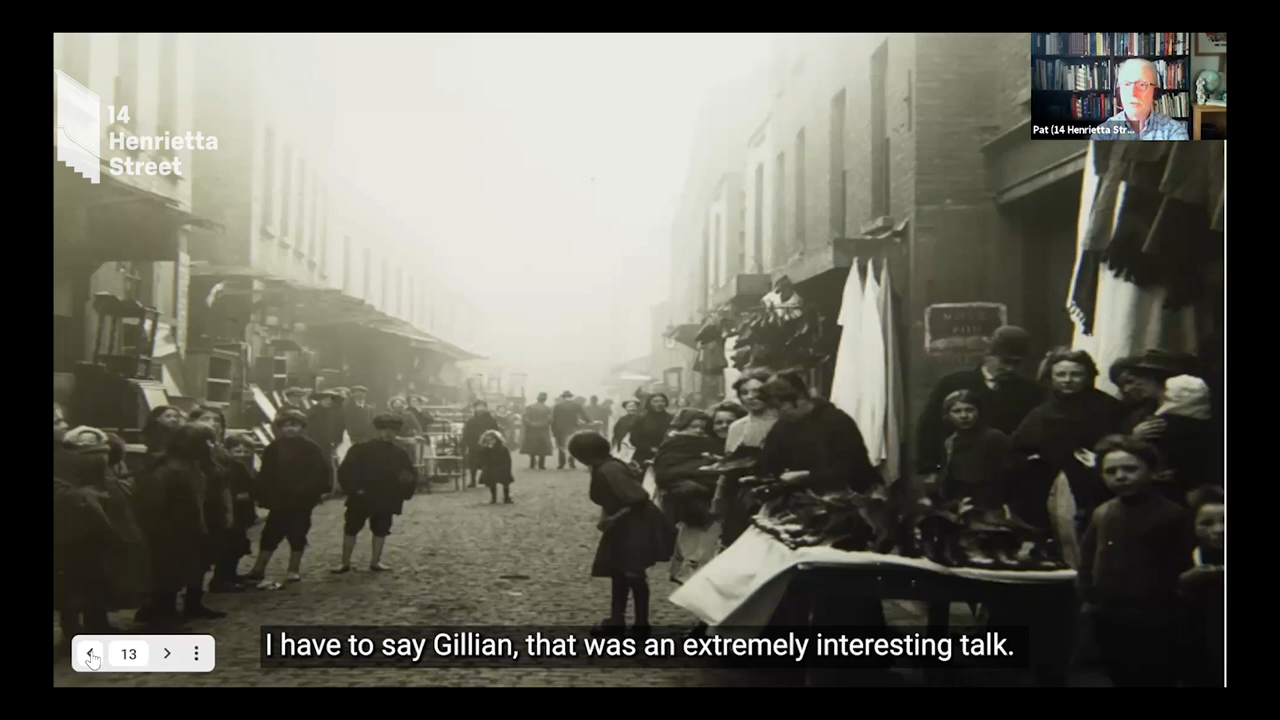 14
Henrietta
Street
Pat (14 Henrietta Str...
13
I have to say Gillian, that was an extremely interesting talk.